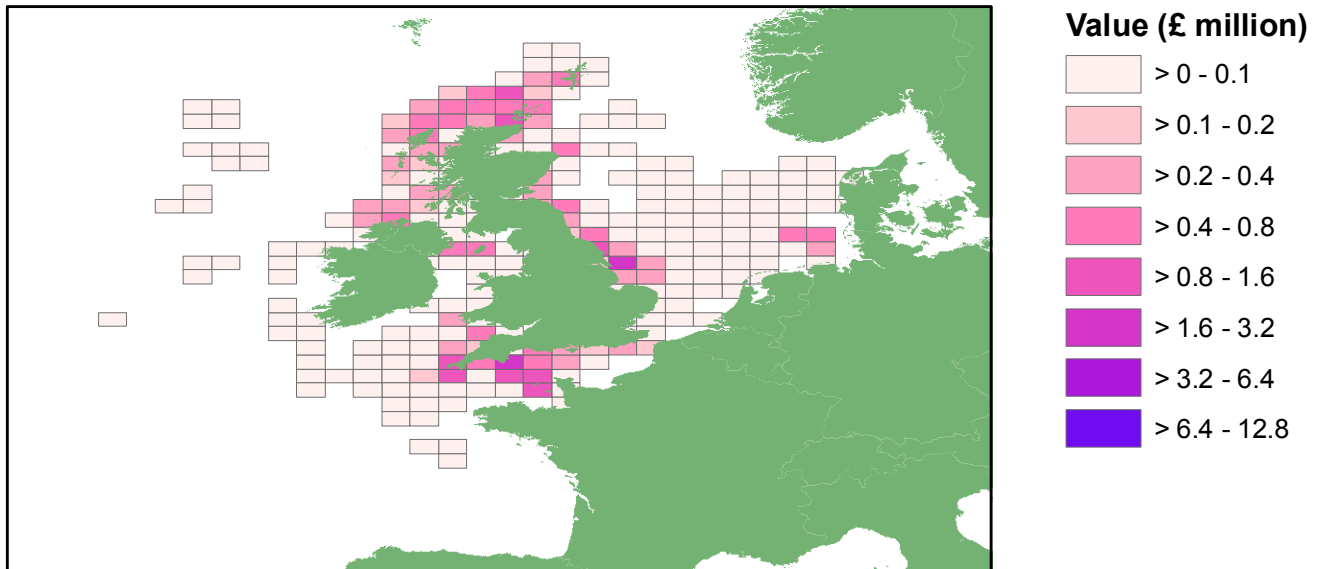 Value (£ million)
> 0 - 0.1
> 0.1 - 0.2
> 0.2 - 0.4
> 0.4 - 0.8
> 0.8 - 1.6
> 1.6 - 3.2
> 3.2 - 6.4
> 6.4 - 12.8